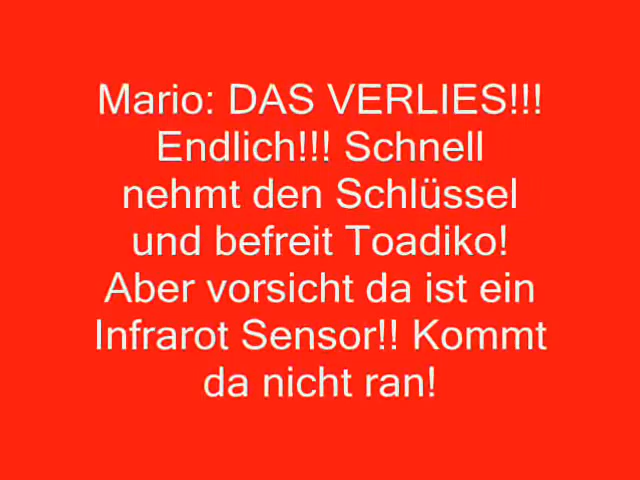 Mario: DAS VERLIES!!!
Endlich!!! Schnell
nehmt den Schlüssel
und befreit Toadiko!
Aber vorsicht da ist ein
Infrarot Sensor!! Kommt
da nicht ran!